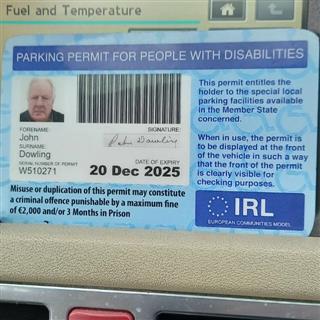 Fuel and Temperature
PARKING PERMIT FOR PEOPLE WITH DISABILITIES
FORENAME:
John
SURNAME:
Dowling
SERIAL NUMBER OF PERMIT
W510271
SIGNATURE:
John Dowling
DATE OF EXPIRY
20 Dec 2025
Misuse or duplication of this permit may constitute
a criminal offence punishable by a maximum fine
of €2,000 and/or 3 Months in Prison
This permit entitles the
holder to the special local
parking facilities available
in the Member State
concerned.
When in use, the permit is
to be displayed at the front
of the vehicle in such a way
that the front of the permit
is clearly visible for
checking purposes.
IRL
EUROPEAN COMMUNITIES MODEL